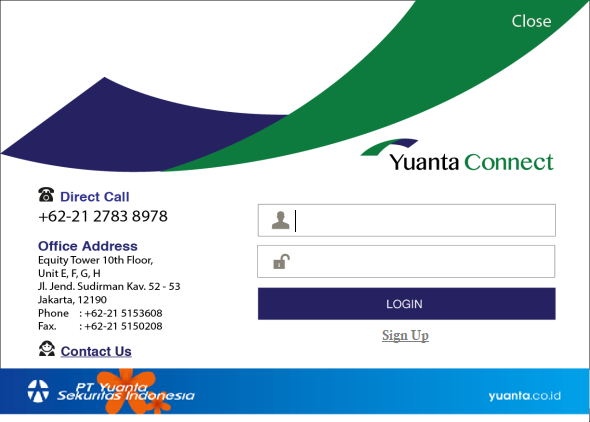 Close
Yuanta Connect
Direct Call
+62-21 2783 8978
Office Address
Equity Tower 10th Floor,
Unit E, F, G, H
Jl. Jend. Sudirman Kav. 52 - 53
Jakarta, 12190
Phone : +62-21 5153608
Fax. : +62-21 5150208
Contact Us
LOGIN
Sign Up
PT Yuanta
Sekuritas Indonesia
yuanta.co.id